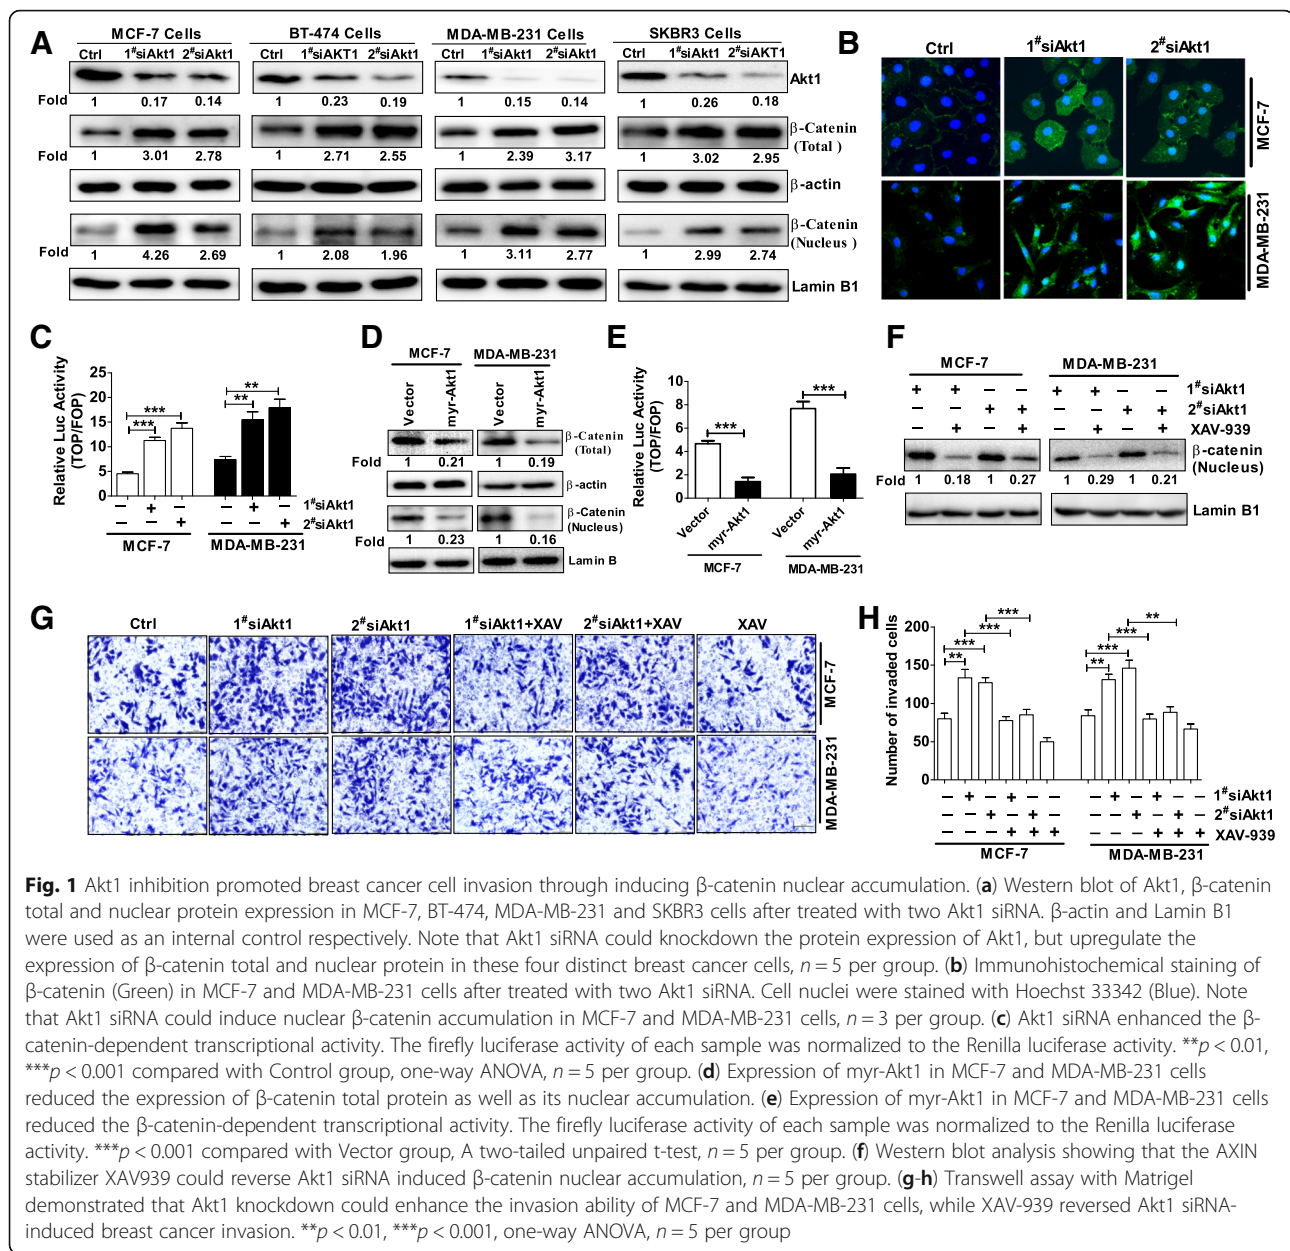 A
MCF-7 Cells BT-474 Cells MDA-MB-231 Cells SKBR3 Cells
Ctrl 1#siAkt1 2#siAkt1 Ctrl 1#siAKT1 2#siAkt1 Ctrl 1#siAkt1 2#siAkt1 Ctrl 1#siAKT1 2#siAkt1
Akt1
Fold 1 0.17 0.14 1 0.23 0.19 1 0.15 0.14 1 0.26 0.18
β-Catenin
(Total )
Fold 1 3.01 2.78 1 2.71 2.55 1 2.39 3.17 1 3.02 2.95
β-actin
β-Catenin
(Nucleus )
Fold 1 4.26 2.69 1 2.08 1.96 1 3.11 2.77 1 2.99 2.74
Lamin B1
B
Ctrl 1#siAkt1 2#siAkt1
MCF-7
MDA-MB-231
C
Relative Luc Activity
(TOP/FOP)
25
20
15
10
5
0
*** *** ** **
– + – – + – 1#siAkt1
– – + – – + 2#siAkt1
MCF-7 MDA-MB-231
D
MCF-7 MDA-MB-231
Vector myr-Akt1 Vector myr-Akt1
β-Catenin
(Total)
Fold 1 0.21 1 0.19
β-actin
β-Catenin
(Nucleus)
Fold 1 0.23 1 0.16
Lamin B
E
Relative Luc Activity
(TOP/FOP)
8
6
4
2
0
*** ***
Vector myr-Akt1 Vector myr-Akt1
MCF-7 MDA-MB-231
F
MCF-7 MDA-MB-231
+ + – – + + – – 1#siAkt1
– – + + – – + + 2#siAkt1
– + – + – + – + XAV-939
β-catenin
(Nucleus)
Fold 1 0.18 1 0.27 1 0.29 1 0.21
Lamin B1
G
Ctrl 1#siAkt1 2#siAkt1 1#siAkt1+XAV 2#siAkt1+XAV XAV
MCF-7
MDA-MB-231
H
Number of invaded cells
200
150
100
50
0
** *** *** *** ** *** *** **
– + – + – – – + – + – – 1#siAkt1
– – + – + – – – + – + – 2#siAkt1
– – – + + + – – – + + + XAV-939
MCF-7 MDA-MB-231
Fig. 1 Akt1 inhibition promoted breast cancer cell invasion through inducing β-catenin nuclear accumulation. (a) Western blot of Akt1, β-catenin
total and nuclear protein expression in MCF-7, BT-474, MDA-MB-231 and SKBR3 cells after treated with two Akt1 siRNA. β-actin and Lamin B1
were used as an internal control respectively. Note that Akt1 siRNA could knockdown the protein expression of Akt1, but upregulate the
expression of β-catenin total and nuclear protein in these four distinct breast cancer cells, n = 5 per group. (b) Immunohistochemical staining of
β-catenin (Green) in MCF-7 and MDA-MB-231 cells after treated with two Akt1 siRNA. Cell nuclei were stained with Hoechst 33342 (Blue). Note
that Akt1 siRNA could induce nuclear β-catenin accumulation in MCF-7 and MDA-MB-231 cells, n = 3 per group. (c) Akt1 siRNA enhanced the β-
catenin-dependent transcriptional activity. The firefly luciferase activity of each sample was normalized to the Renilla luciferase activity. **p < 0.01,
***p < 0.001 compared with Control group, one-way ANOVA, n = 5 per group. (d) Expression of myr-Akt1 in MCF-7 and MDA-MB-231 cells
reduced the expression of β-catenin total protein as well as its nuclear accumulation. (e) Expression of myr-Akt1 in MCF-7 and MDA-MB-231 cells
reduced the β-catenin-dependent transcriptional activity. The firefly luciferase activity of each sample was normalized to the Renilla luciferase
activity. ***p < 0.001 compared with Vector group, A two-tailed unpaired t-test, n = 5 per group. (f) Western blot analysis showing that the AXIN
stabilizer XAV939 could reverse Akt1 siRNA induced β-catenin nuclear accumulation, n = 5 per group. (g-h) Transwell assay with Matrigel
demonstrated that Akt1 knockdown could enhance the invasion ability of MCF-7 and MDA-MB-231 cells, while XAV-939 reversed Akt1 siRNA-
induced breast cancer invasion. **p < 0.01, ***p < 0.001, one-way ANOVA, n = 5 per group